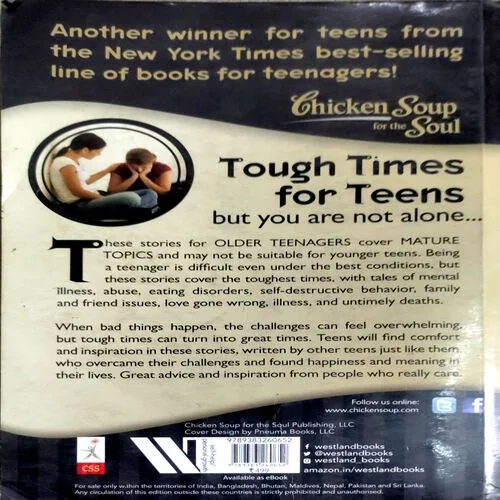 Another winner for teens from
the New York Times best-selling
line of books for teenagers!
Chicken Soup
for the Soul
Tough Times
for Teens
but you are not alone...
These stories for OLDER TEENAGERS cover MATURE
TOPICS and may not be suitable for younger teens. Being
a teenager is difficult even under the best conditions, but
these stories cover the toughest times, with tales of mental
illness, abuse, eating disorders, self-destructive behavior, family
and friend issues, love gone wrong, illness, and untimely deaths.
When bad things happen, the challenges can feel overwhelming,
but tough times can turn into great times. Teens will find comfort
and inspiration in these stories, written by other teens just like them,
who overcame their challenges and found happiness and meaning in
their lives. Great advice and inspiration from people who really care.
Follow us online:
www.chickensoup.com
Chicken Soup for the Soul Publishing, LLC
Cover Design by Pneuma Books, LLC
css
W
9789383260652
₹499
Available as eBook
westlandbooks
@westlandbooks
westland_books
amazon.in/westlandbooks
For sale only within the territories of India, Bangladesh, Bhutan, Maldives, Nepal, Pakistan and Sri Lanka.
Any circulation of this edition outside these countries is strictly prohibited and unauthorised.